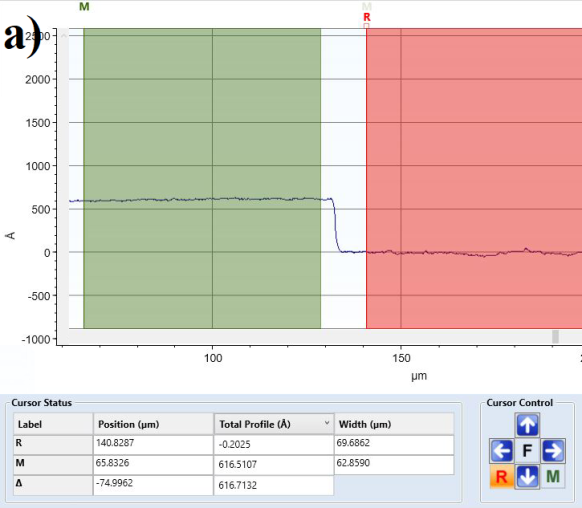 M
M
R
a)
2500
2000
1500
1000
500
0
-500
-1000
Å
100
150
µm
Cursor Status
Label Position (µm) Total Profile (Å) Width (µm)
R 140.8287 -0.2025 69.6862
M 65.8326 616.5107 62.8590
Δ -74.9962 616.7132
Cursor Control
F
R M